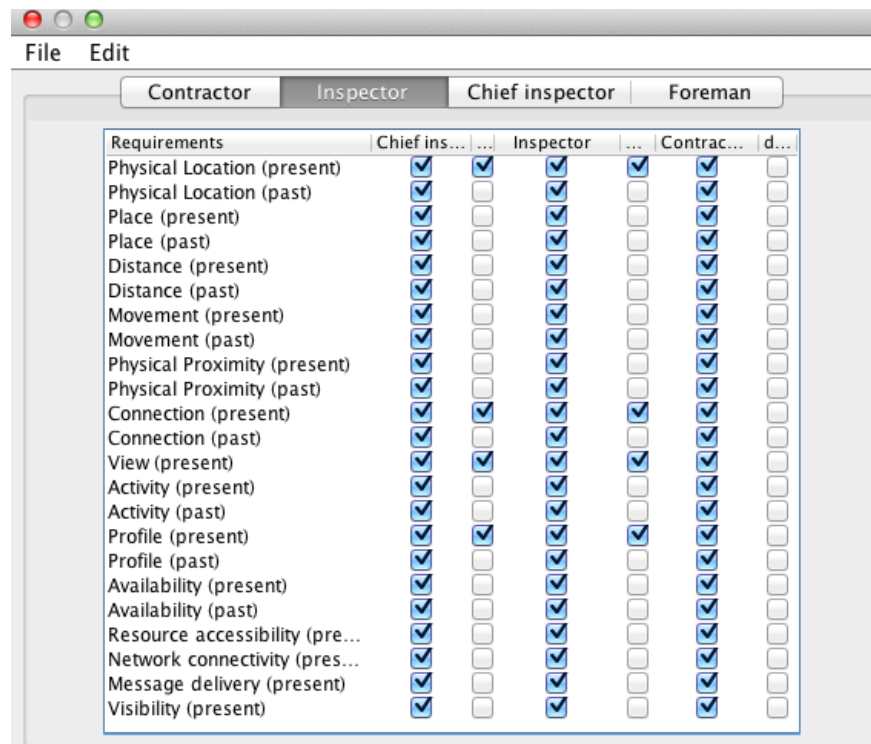 File Edit
Contractor Inspector Chief inspector Foreman
Requirements Chief ins... ... Inspector ... Contrac... d...
Physical Location (present)
Physical Location (past)
Place (present)
Place (past)
Distance (present)
Distance (past)
Movement (present)
Movement (past)
Physical Proximity (present)
Physical Proximity (past)
Connection (present)
Connection (past)
View (present)
Activity (present)
Activity (past)
Profile (present)
Profile (past)
Availability (present)
Availability (past)
Resource accessibility (pre...
Network connectivity (pres...
Message delivery (present)
Visibility (present)